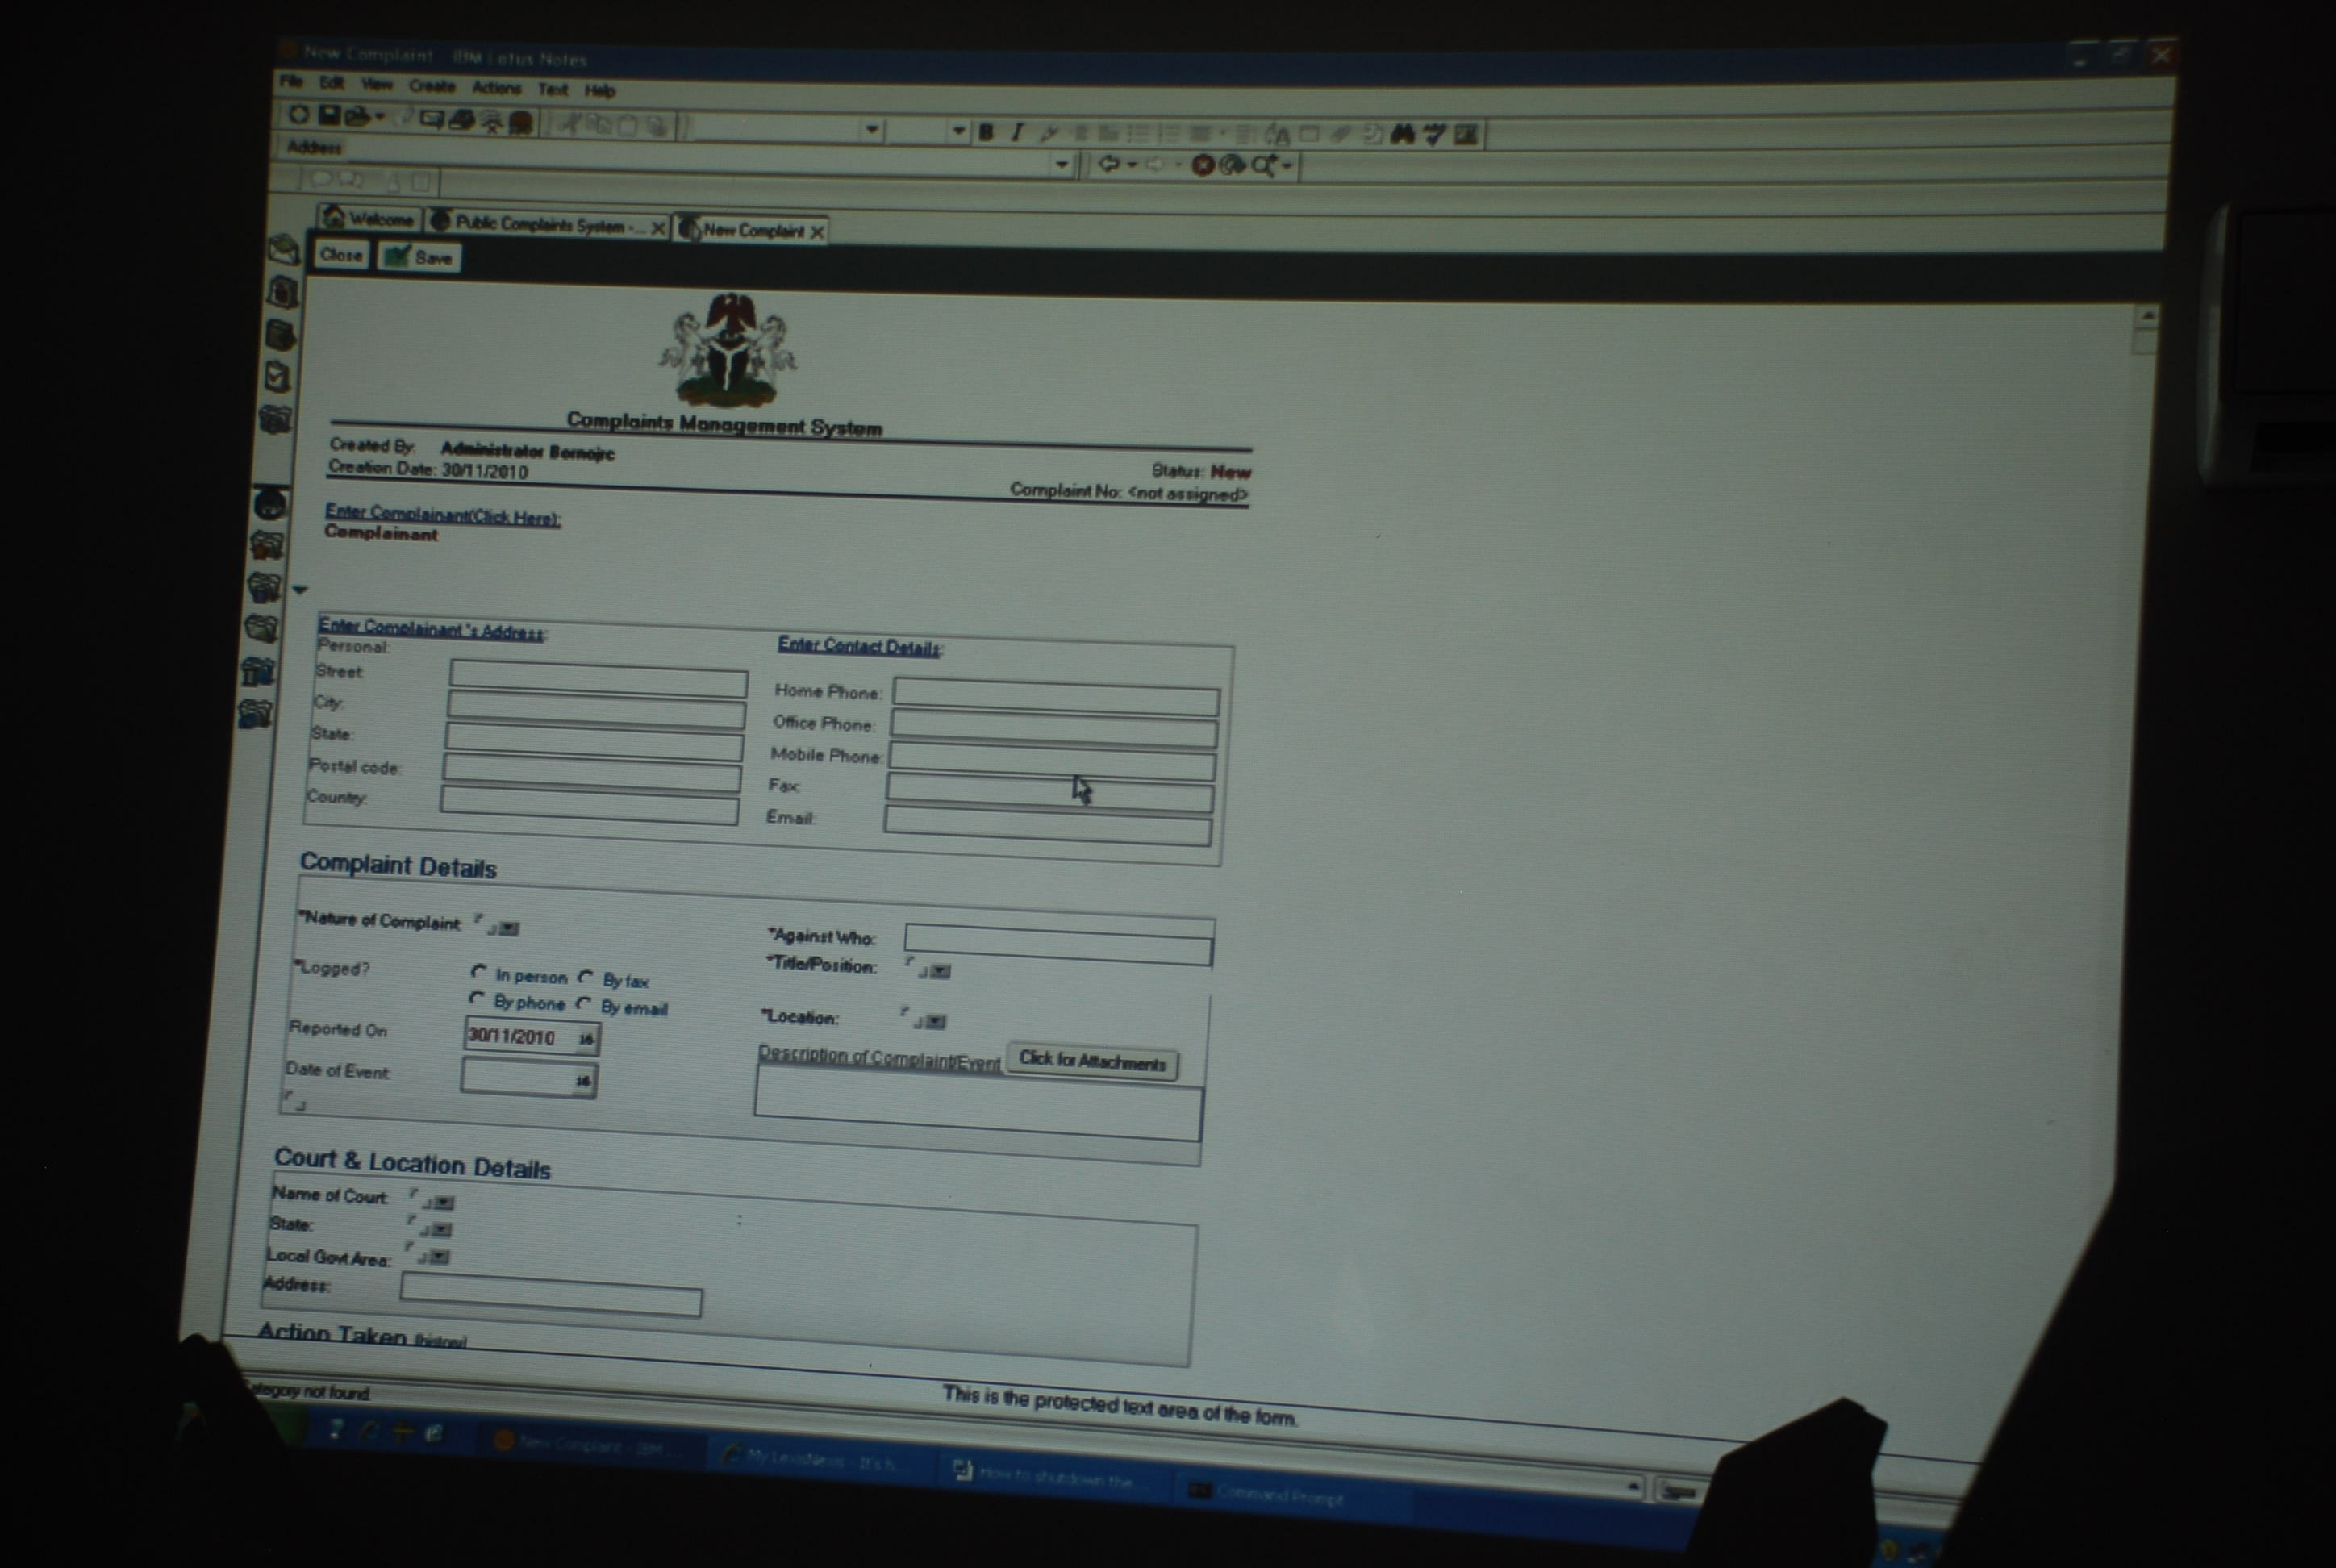 New Complaint - IBM Lotus Notes
File Edit View Create Actions Text Help
B I
Address
Welcome Public Complaints System -... New Complaint
Close Save
Complaints Management System
Created By: Administrator Bornojrc
Status: New
Creation Date: 30/11/2010
Complaint No: <not assigned>
Enter Complainant(Click Here):
Complainant
Enter Complainant 's Address:
Enter Contact Details:
Personal:
Street:
Home Phone:
City:
Office Phone:
State:
Mobile Phone:
Postal code:
Fax:
Country:
Email:
Complaint Details
*Nature of Complaint:
*Against Who:
*Title/Position:
*Logged?
In person By fax
By phone By email
*Location:
Reported On
30/11/2010 16
Description of Complaint/Event Click for Attachments
Date of Event:
16
Court & Location Details
Name of Court:
:
State:
Local Govt Area:
Address:
Action Taken (history)
not found
This is the protected text area of the form.
New Complaint - IBM ...
My LexisNexis - It's h...
How to shutdown the...
Command Prompt